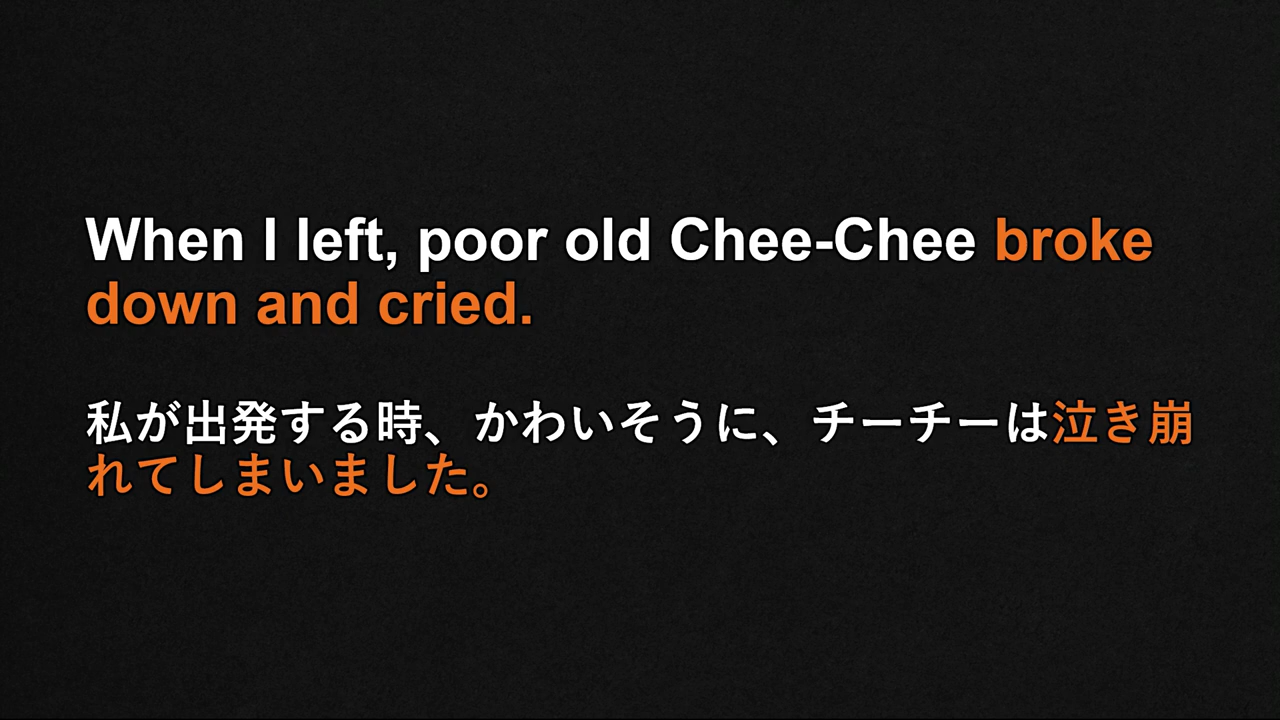 When I left, poor old Chee-Chee broke
down and cried.
私が出発する時、かわいそうに、チーチーは泣き崩
れてしまいました。